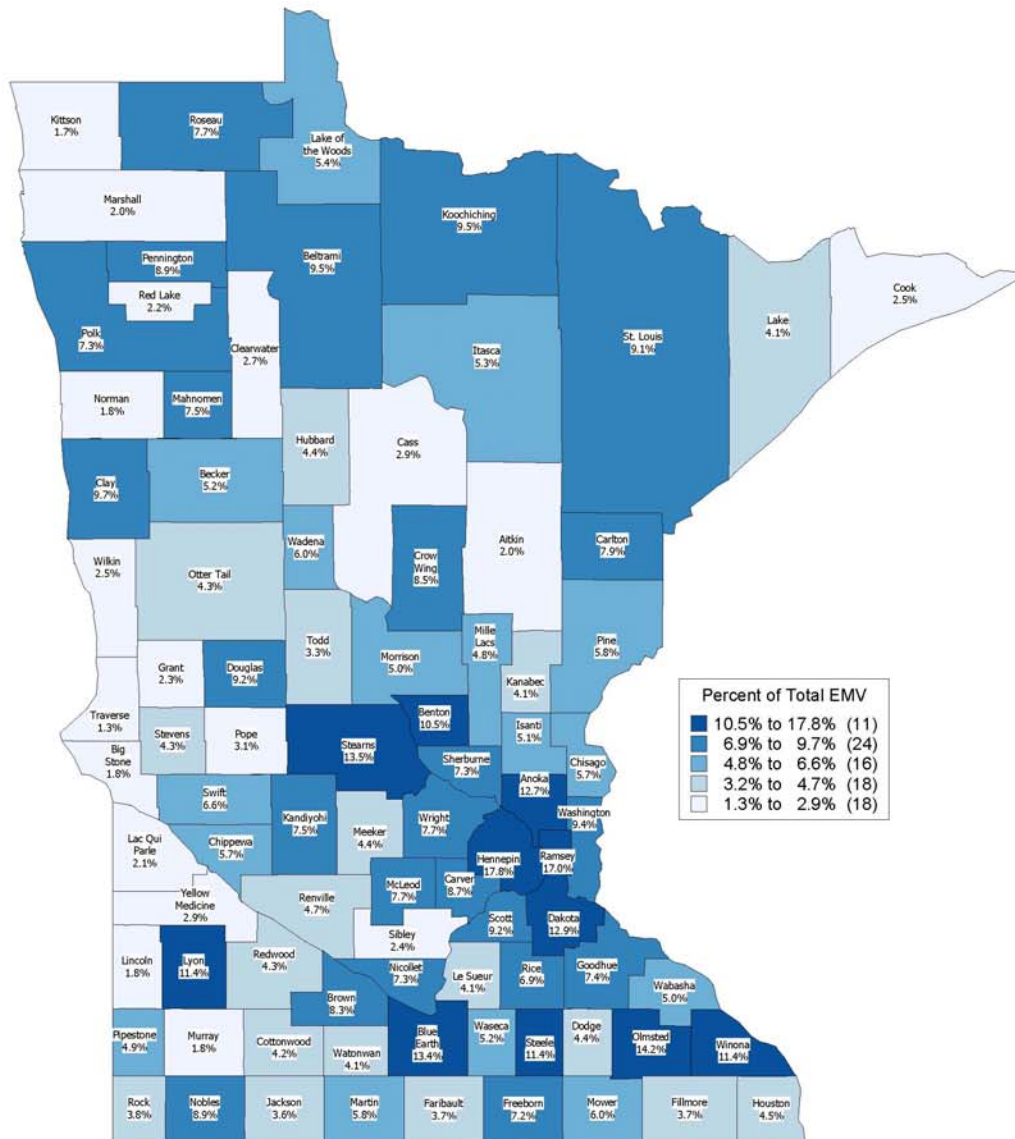 Kittson
1.7%
Roseau
7.7%
Lake of
the Woods
5.4%
Marshall
2.0%
Koochiching
9.5%
Pennington
8.9%
Beltrami
9.5%
Red Lake
2.2%
Cook
2.5%
Lake
4.1%
Polk
7.3%
St. Louis
9.1%
Clearwater
2.7%
Itasca
5.3%
Norman
1.8%
Mahnomen
7.5%
Hubbard
4.4%
Cass
2.9%
Clay
9.7%
Becker
5.2%
Wadena
6.0%
Crow
Wing
8.5%
Aitkin
2.0%
Carlton
7.9%
Wilkin
2.5%
Otter Tail
4.3%
Todd
3.3%
Morrison
5.0%
Mille
Lacs
4.8%
Pine
5.8%
Kanabec
4.1%
Grant
2.3%
Douglas
9.2%
Traverse
1.3%
Stevens
4.3%
Pope
3.1%
Stearns
13.5%
Benton
10.5%
Isanti
5.1%
Big
Stone
1.8%
Sherburne
7.3%
Chisago
5.7%
Anoka
12.7%
Swift
6.6%
Kandiyohi
7.5%
Meeker
4.4%
Wright
7.7%
Washington
9.4%
Lac Qui
Parle
2.1%
Chippewa
5.7%
Hennepin
17.8%
Ramsey
17.0%
Yellow
Medicine
2.9%
Renville
4.7%
McLeod
7.7%
Carver
8.7%
Scott
9.2%
Dakota
12.9%
Sibley
2.4%
Lincoln
1.8%
Lyon
11.4%
Redwood
4.3%
Nicollet
7.3%
Le Sueur
4.1%
Rice
6.9%
Goodhue
7.4%
Wabasha
5.0%
Brown
8.3%
Pipestone
4.9%
Murray
1.8%
Cottonwood
4.2%
Watonwan
4.1%
Blue
Earth
13.4%
Waseca
5.2%
Steele
11.4%
Dodge
4.4%
Olmsted
14.2%
Winona
11.4%
Rock
3.8%
Nobles
8.9%
Jackson
3.6%
Martin
5.8%
Faribault
3.7%
Freeborn
7.2%
Mower
6.0%
Fillmore
3.7%
Houston
4.5%
Percent of Total EMV
10.5% to 17.8% (11)
6.9% to 9.7% (24)
4.8% to 6.6% (16)
3.2% to 4.7% (18)
1.3% to 2.9% (18)